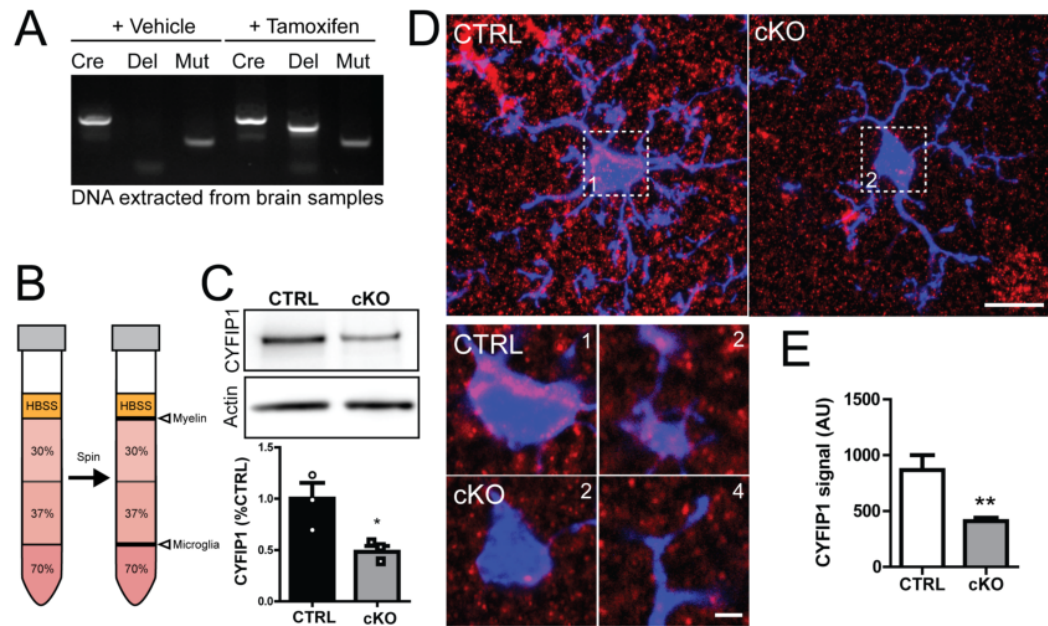 A
+ Vehicle + Tamoxifen
Cre Del Mut Cre Del Mut
DNA extracted from brain samples
B
HBSS HBSS
Myelin
30% 30%
Spin
37% 37%
Microglia
70% 70%
C
CTRL cKO
CYFIP1
Actin
CYFIP1 (%CTRL)
1.5
1.0
0.5
0.0
*
CTRL cKO
D
CTRL
1
cKO
2
CTRL
1
2
cKO
2
4
E
CYFIP1 signal (AU)
1500
1000
500
0
**
CTRL cKO